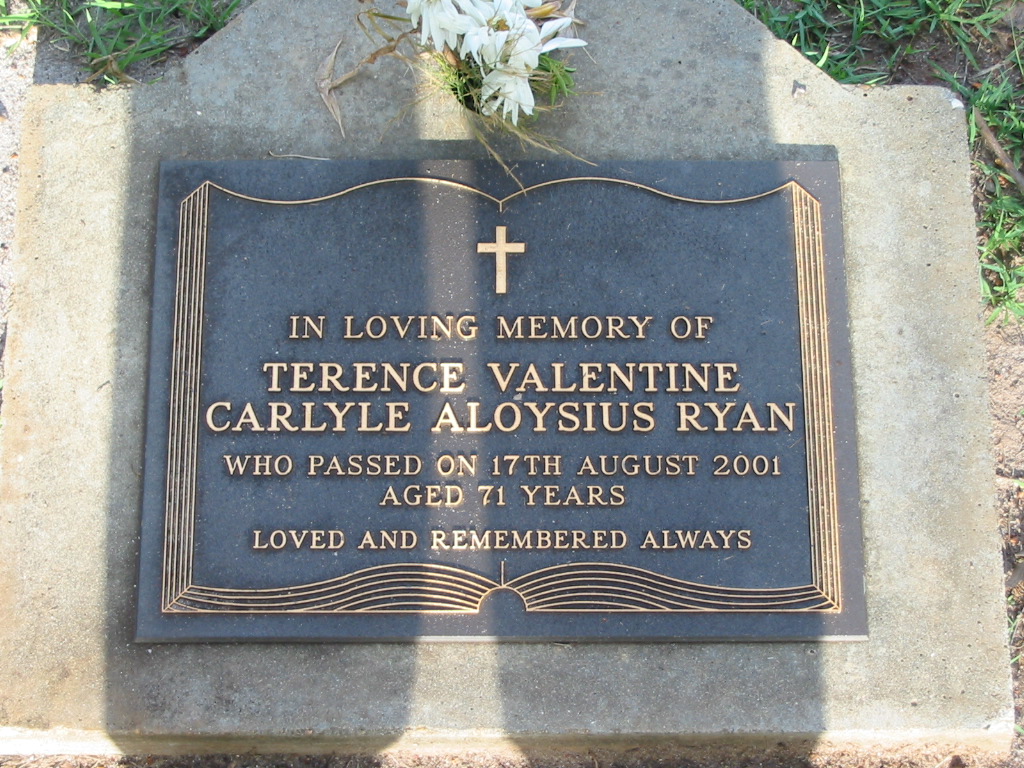 IN LOVING MEMORY OF
TERENCE VALENTINE
CARLYLE ALOYSIUS RYAN
WHO PASSED ON 17TH AUGUST 2001
AGED 71 YEARS
LOVED AND REMEMBERED ALWAYS